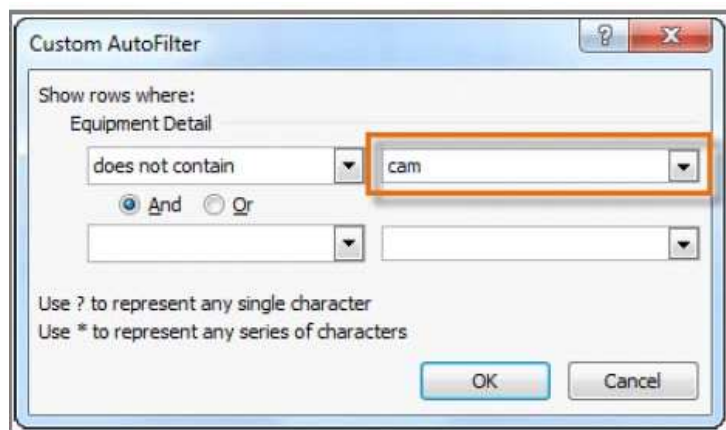 Custom AutoFilter
Show rows where:
Equipment Detail
does not contain cam
And Or
Use ? to represent any single character
Use * to represent any series of characters
OK Cancel